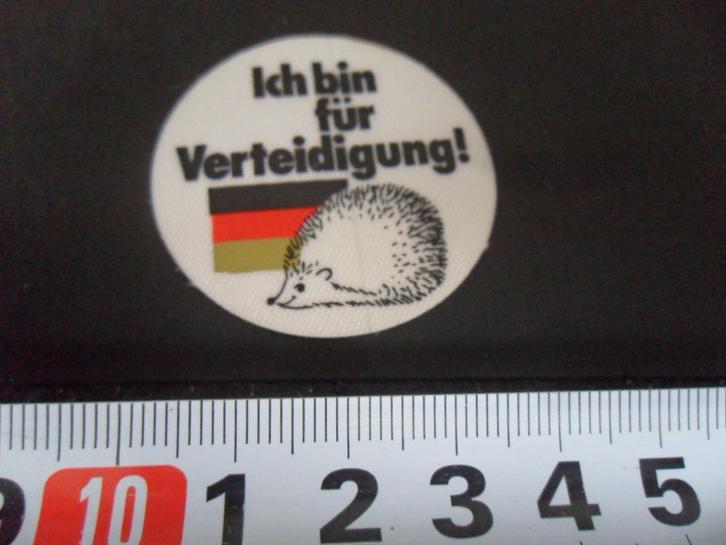 Ich bin
für
Verteidigung!
9 10 1 2 3 4 5